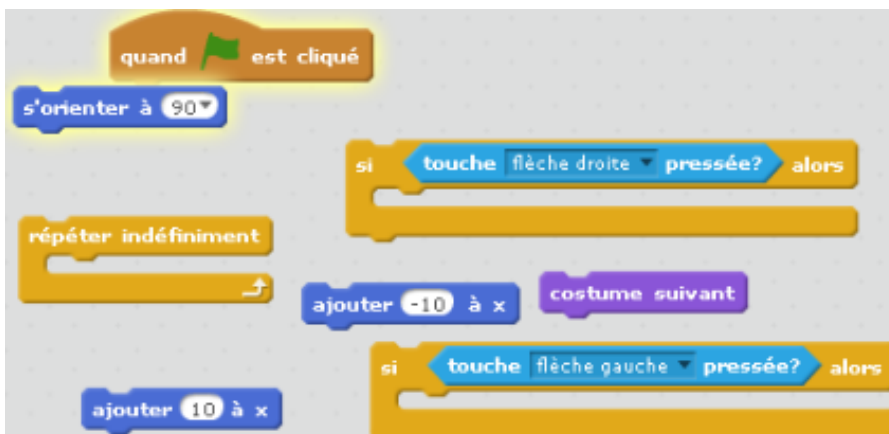 quand est cliqué
s'orienter à 90
si touche flèche droite pressée? alors
répéter indéfiniment
ajouter -10 à x
costume suivant
si touche flèche gauche pressée? alors
ajouter 10 à x